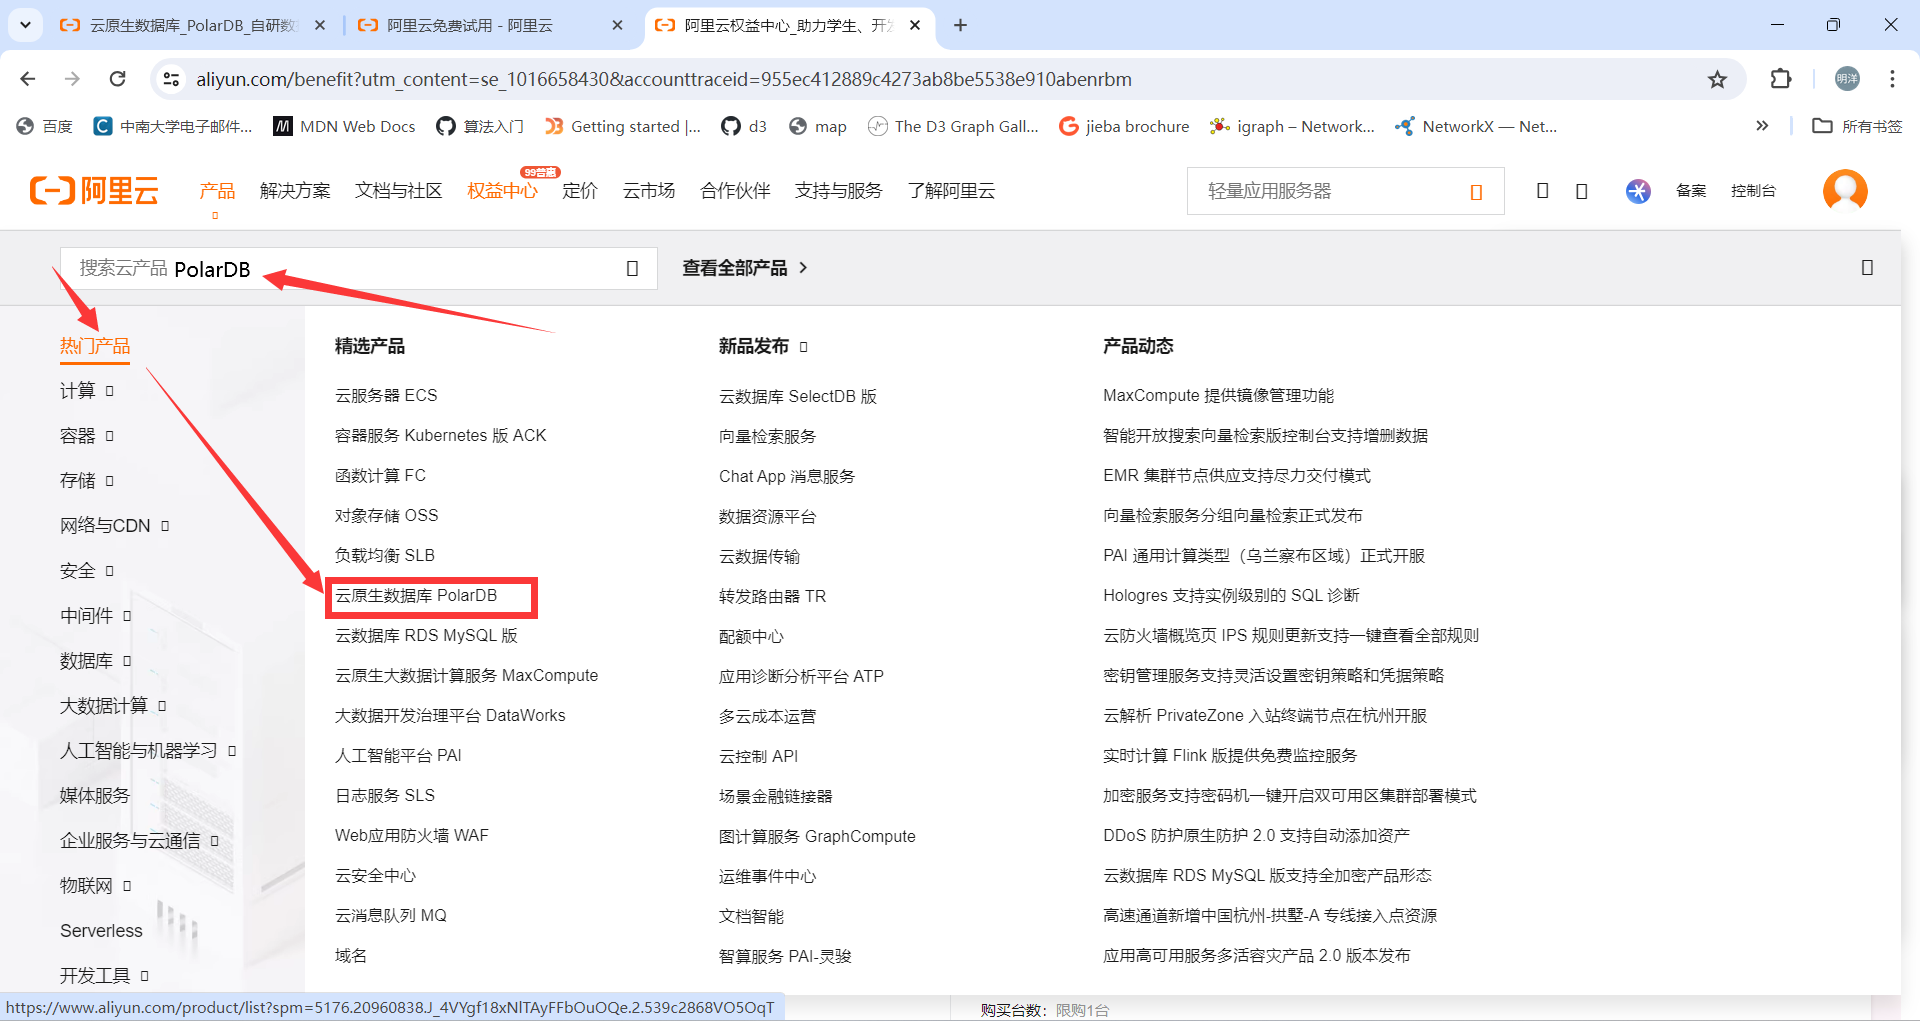 云原生数据库_PolarDB_自研数
阿里云免费试用 - 阿里云
阿里云权益中心_助力学生、开发
aliyun.com/benefit?utm_content=se_1016658430&accounttraceid=955ec412889c4273ab8be5538e910abenrbm
明洋
百度
中南大学电子邮件...
MDN Web Docs
算法入门
Getting started |...
d3
map
The D3 Graph Gall...
jieba brochure
igraph – Network...
NetworkX — Net...
所有书签
阿里云
产品
解决方案
文档与社区
权益中心
99普惠
定价
云市场
合作伙伴
支持与服务
了解阿里云
轻量应用服务器
备案
控制台
搜索云产品 PolarDB
查看全部产品
热门产品
计算
容器
存储
网络与CDN
安全
中间件
数据库
大数据计算
人工智能与机器学习
媒体服务
企业服务与云通信
物联网
Serverless
开发工具
精选产品
云服务器 ECS
容器服务 Kubernetes 版 ACK
函数计算 FC
对象存储 OSS
负载均衡 SLB
云原生数据库 PolarDB
云数据库 RDS MySQL 版
云原生大数据计算服务 MaxCompute
大数据开发治理平台 DataWorks
人工智能平台 PAI
日志服务 SLS
Web应用防火墙 WAF
云安全中心
云消息队列 MQ
域名
新品发布
云数据库 SelectDB 版
向量检索服务
Chat App 消息服务
数据资源平台
云数据传输
转发路由器 TR
配额中心
应用诊断分析平台 ATP
多云成本运营
云控制 API
场景金融链接器
图计算服务 GraphCompute
运维事件中心
文档智能
智算服务 PAI-灵骏
产品动态
MaxCompute 提供镜像管理功能
智能开放搜索向量检索版控制台支持增删数据
EMR 集群节点供应支持尽力交付模式
向量检索服务分组向量检索正式发布
PAI 通用计算类型（乌兰察布区域）正式开服
Hologres 支持实例级别的 SQL 诊断
云防火墙概览页 IPS 规则更新支持一键查看全部规则
密钥管理服务支持灵活设置密钥策略和凭据策略
云解析 PrivateZone 入站终端节点在杭州开服
实时计算 Flink 版提供免费监控服务
加密服务支持密码机一键开启双可用区集群部署模式
DDoS 防护原生防护 2.0 支持自动添加资产
云数据库 RDS MySQL 版支持全加密产品形态
高速通道新增中国杭州-拱墅-A 专线接入点资源
应用高可用服务多活容灾产品 2.0 版本发布
https://www.aliyun.com/product/list?spm=5176.20960838.J_4VYgf18xNlTAyFFbOuOQe.2.539c2868VO5OqT
购买台数: 限购1台